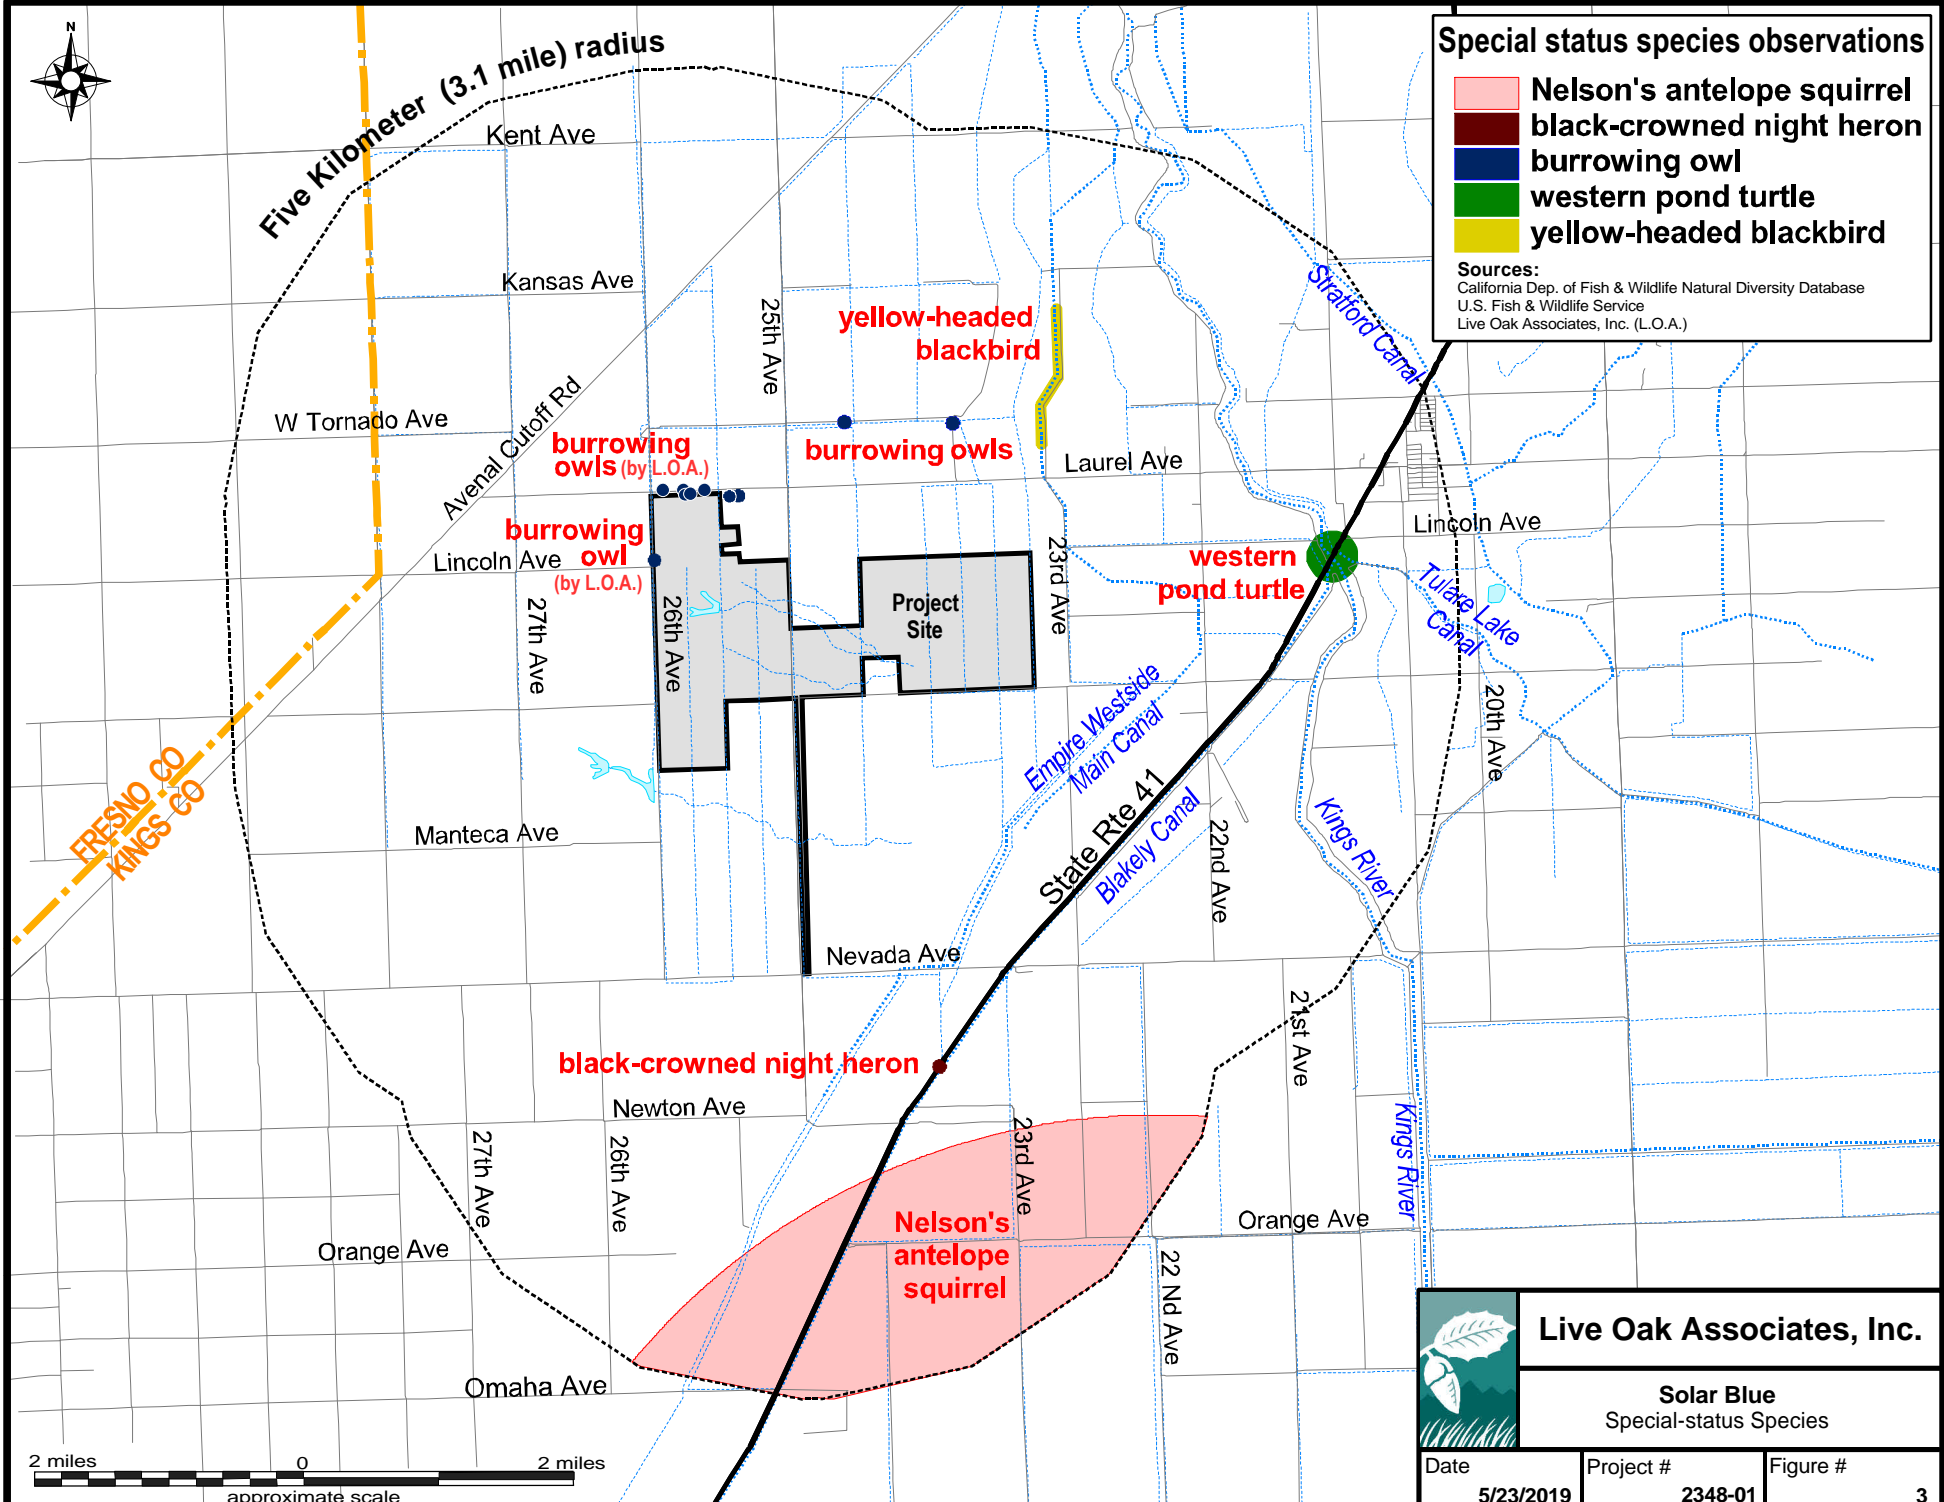 N
Five Kilometer (3.1 mile) radius
Special status species observations
Nelson's antelope squirrel
black-crowned night heron
burrowing owl
western pond turtle
yellow-headed blackbird
Sources:
California Dep. of Fish & Wildlife Natural Diversity Database
U.S. Fish & Wildlife Service
Live Oak Associates, Inc. (L.O.A.)
Kent Ave
Kansas Ave
25th Ave
yellow-headed
blackbird
Stratford Canal
W Tornado Ave
Avenal Cutoff Rd
burrowing
owls (by L.O.A.)
burrowing owls
Laurel Ave
burrowing
owl
(by L.O.A.)
Lincoln Ave
Lincoln Ave
western
pond turtle
23rd Ave
Project
Site
27th Ave
26th Ave
Tulare Lake
Canal
20th Ave
Empire Westside
Main Canal
State Rte 41
Blakely Canal
22nd Ave
Kings River
FRESNO CO
KINGS CO
Manteca Ave
Nevada Ave
21st Ave
black-crowned night heron
Newton Ave
27th Ave
26th Ave
23rd Ave
Kings River
Nelson's
antelope
squirrel
Orange Ave
Orange Ave
22 Nd Ave
Omaha Ave
2 miles 0 2 miles
approximate scale
Live Oak Associates, Inc.
Solar Blue
Special-status Species
Date Project # Figure #
5/23/2019 2348-01 3